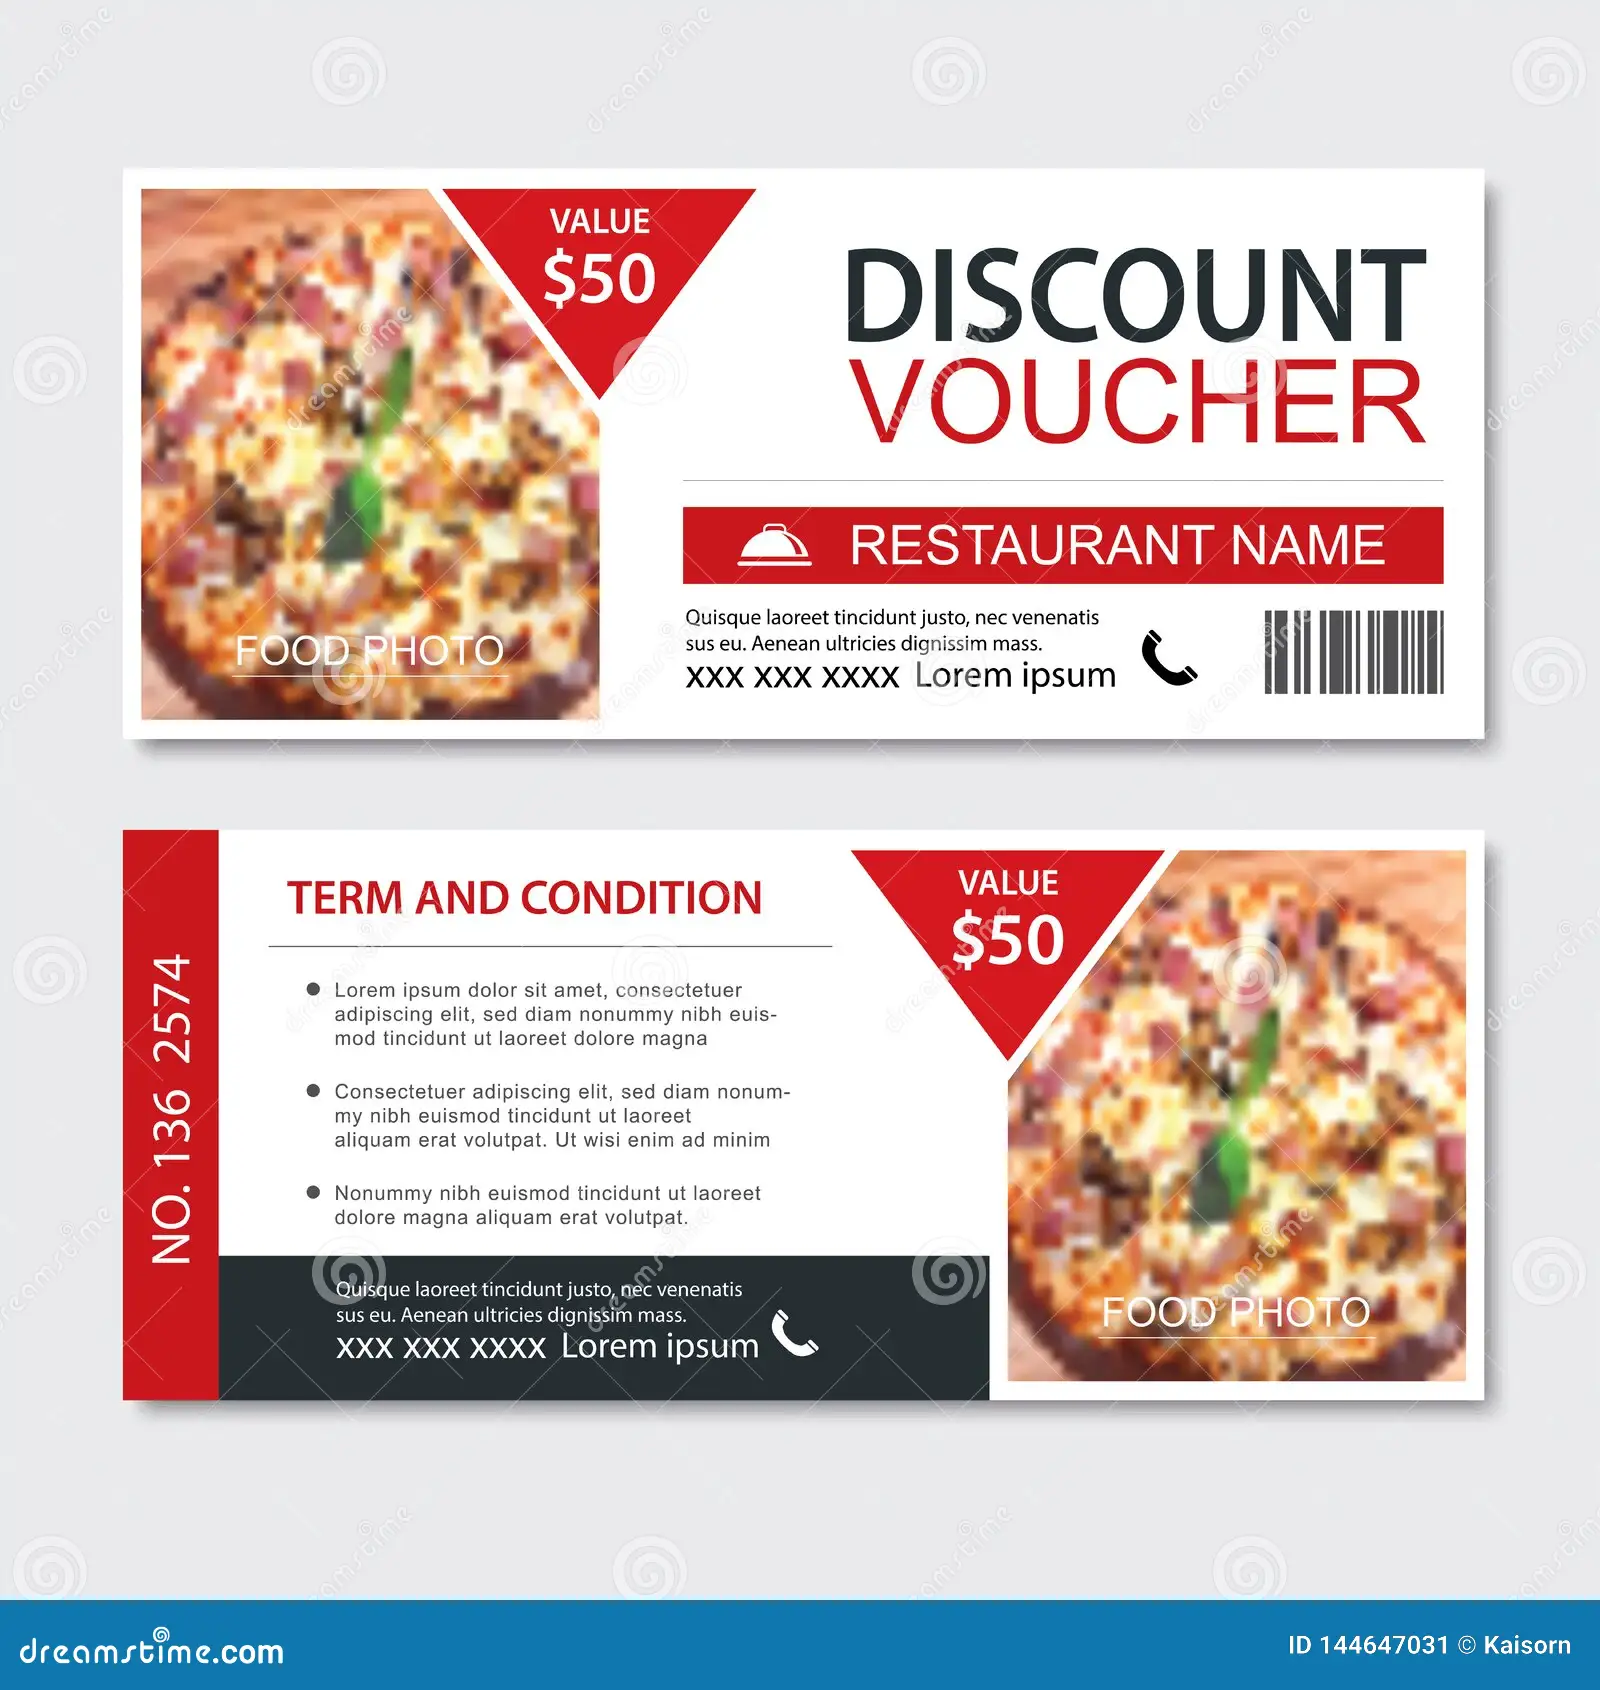 VALUE
$50
DISCOUNT
VOUCHER
RESTAURANT NAME
FOOD PHOTO
Quisque laoreet tincidunt justo, nec venenatis
sus eu. Aenean ultricies dignissim mass.
XXX XXX XXXX Lorem ipsum
NO. 136 2574
TERM AND CONDITION
● Lorem ipsum dolor sit amet, consectetuer
adipiscing elit, sed diam nonummy nibh euis-
mod tincidunt ut laoreet dolore magna
● Consectetuer adipiscing elit, sed diam nonum-
my nibh euismod tincidunt ut laoreet
aliquam erat volutpat. Ut wisi enim ad minim
● Nonummy nibh euismod tincidunt ut laoreet
dolore magna aliquam erat volutpat.
Quisque laoreet tincidunt justo, nec venenatis
sus eu. Aenean ultricies dignissim mass.
XXX XXX XXXX Lorem ipsum
VALUE
$50
FOOD PHOTO
dreamstime.com
ID 144647031 © Kaisorn